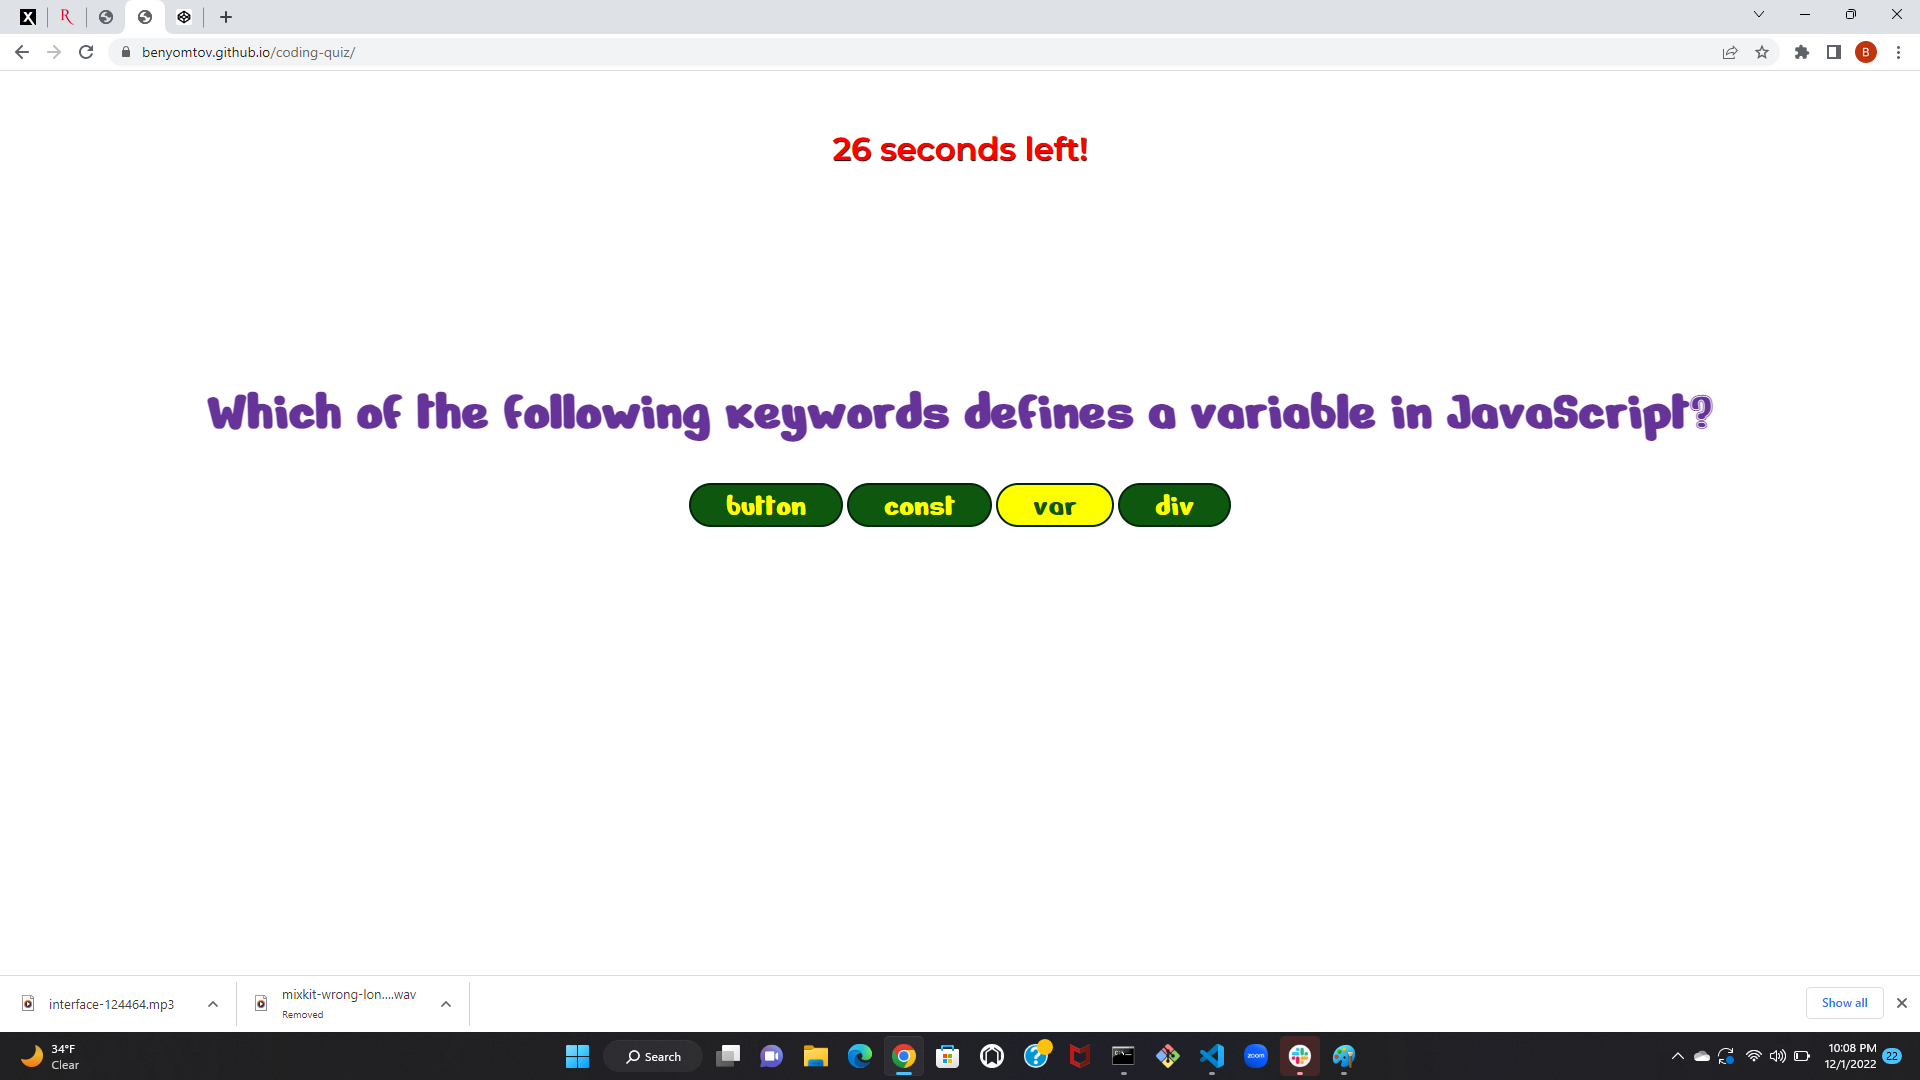 X
R
benyomtov.github.io/coding-quiz/
B
26 seconds left!
Which of the following keywords defines a variable in JavaScript?
button const var div
interface-124464.mp3
mixkit-wrong-lon....wav
Removed
Show all
34°F
Clear
Search
zoom
10:08 PM
12/1/2022
22